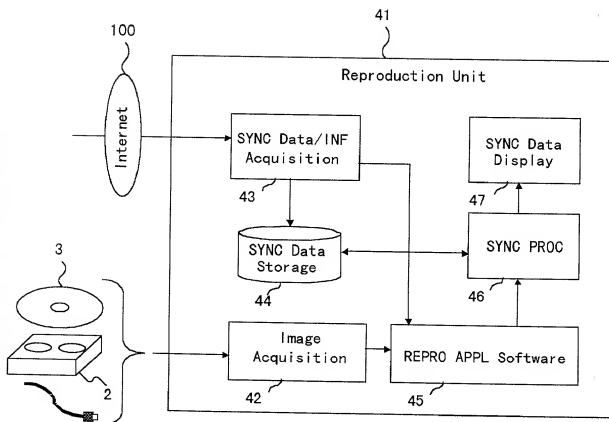 41
100
Reproduction Unit
Internet
SYNC Data/INF
Acquisition
43
SYNC Data
Display
47
SYNC Data
Storage
44
SYNC PROC
46
3
2
Image
Acquisition
42
REPRO APPL Software
45